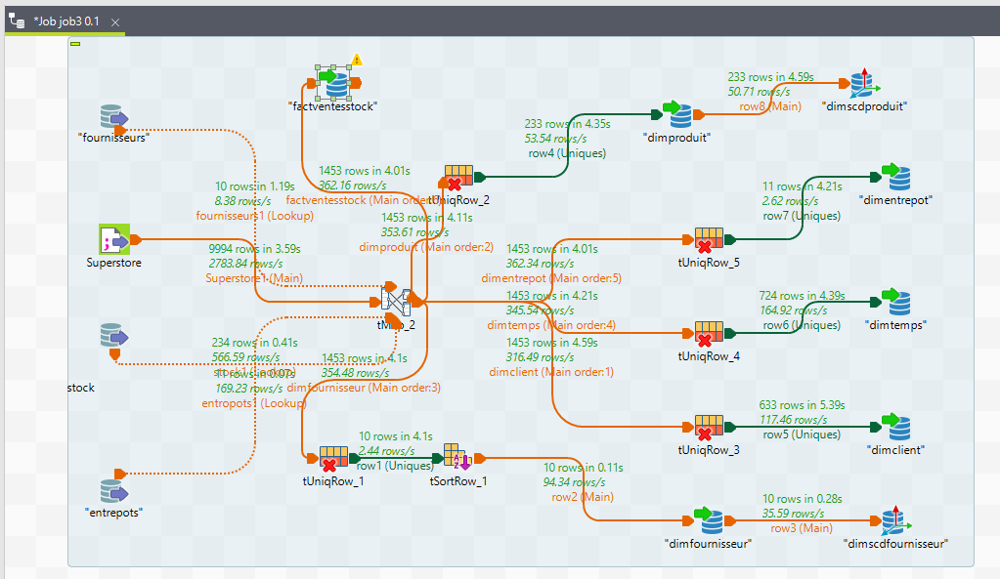 *Job job3 0.1
"factventesstock"
"fournisseurs"
10 rows in 1.19s
8.38 rows/s
fournisseurs1 (Lookup)
1453 rows in 4.01s
362.16 rows/s
factventesstock (Main order:
tUniqRow_2
233 rows in 4.35s
53.54 rows/s
row4 (Uniques)
"dimproduit"
233 rows in 4.59s
50.71 rows/s
row8 (Main)
"dimscdproduit"
1453 rows in 4.11s
353.61 rows/s
dimproduit (Main order:2)
11 rows in 4.21s
2.62 rows/s
row7 (Uniques)
"dimentrepot"
Superstore
9994 rows in 3.59s
2783.84 rows/s
Superstore1 (Main)
tMap_2
1453 rows in 4.01s
362.34 rows/s
dimentrepot (Main order:5)
tUniqRow_5
1453 rows in 4.21s
345.54 rows/s
dimtemps (Main order:4)
tUniqRow_4
724 rows in 4.39s
164.92 rows/s
row6 (Uniques)
"dimtemps"
1453 rows in 4.59s
316.49 rows/s
dimclient (Main order:1)
tUniqRow_3
633 rows in 5.39s
117.46 rows/s
row5 (Uniques)
"dimclient"
stock
234 rows in 0.41s
566.59 rows/s
stock1 (Lookup)
11 rows in 0.07s
169.23 rows/s
entropots1 (Lookup)
1453 rows in 4.1s
354.48 rows/s
dimfournisseur (Main order:3)
"entrepots"
tUniqRow_1
10 rows in 4.1s
2.44 rows/s
row1 (Uniques)
tSortRow_1
10 rows in 0.11s
94.34 rows/s
row2 (Main)
"dimfournisseur"
10 rows in 0.28s
35.59 rows/s
row3 (Main)
"dimscdfournisseur"